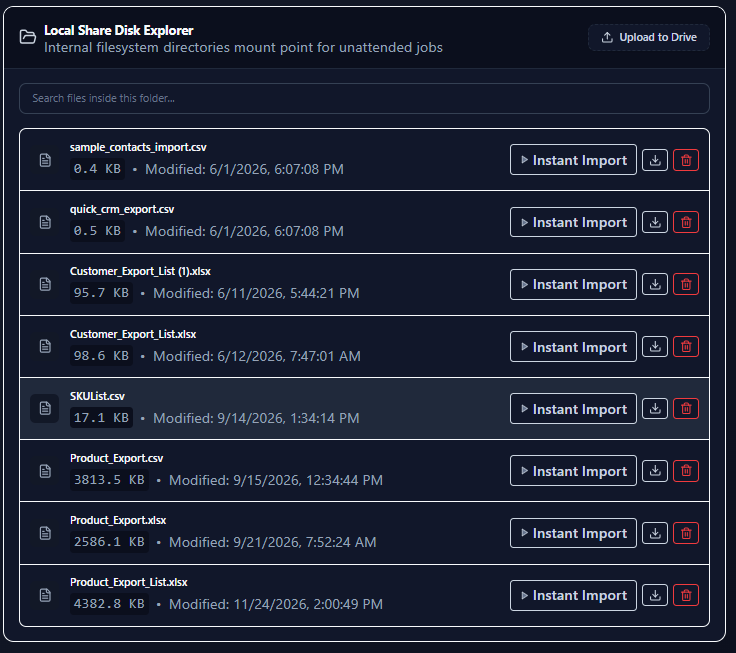 Local Share Disk Explorer
Internal filesystem directories mount point for unattended jobs
Upload to Drive
Search files inside this folder...
sample_contacts_import.csv
0.4 KB • Modified: 6/1/2026, 6:07:08 PM
Instant Import
quick_crm_export.csv
0.5 KB • Modified: 6/1/2026, 6:07:08 PM
Instant Import
Customer_Export_List (1).xlsx
95.7 KB • Modified: 6/11/2026, 5:44:21 PM
Instant Import
Customer_Export_List.xlsx
98.6 KB • Modified: 6/12/2026, 7:47:01 AM
Instant Import
SKUList.csv
17.1 KB • Modified: 9/14/2026, 1:34:14 PM
Instant Import
Product_Export.csv
3813.5 KB • Modified: 9/15/2026, 12:34:44 PM
Instant Import
Product_Export.xlsx
2586.1 KB • Modified: 9/21/2026, 7:52:24 AM
Instant Import
Product_Export_List.xlsx
4382.8 KB • Modified: 11/24/2026, 2:00:49 PM
Instant Import